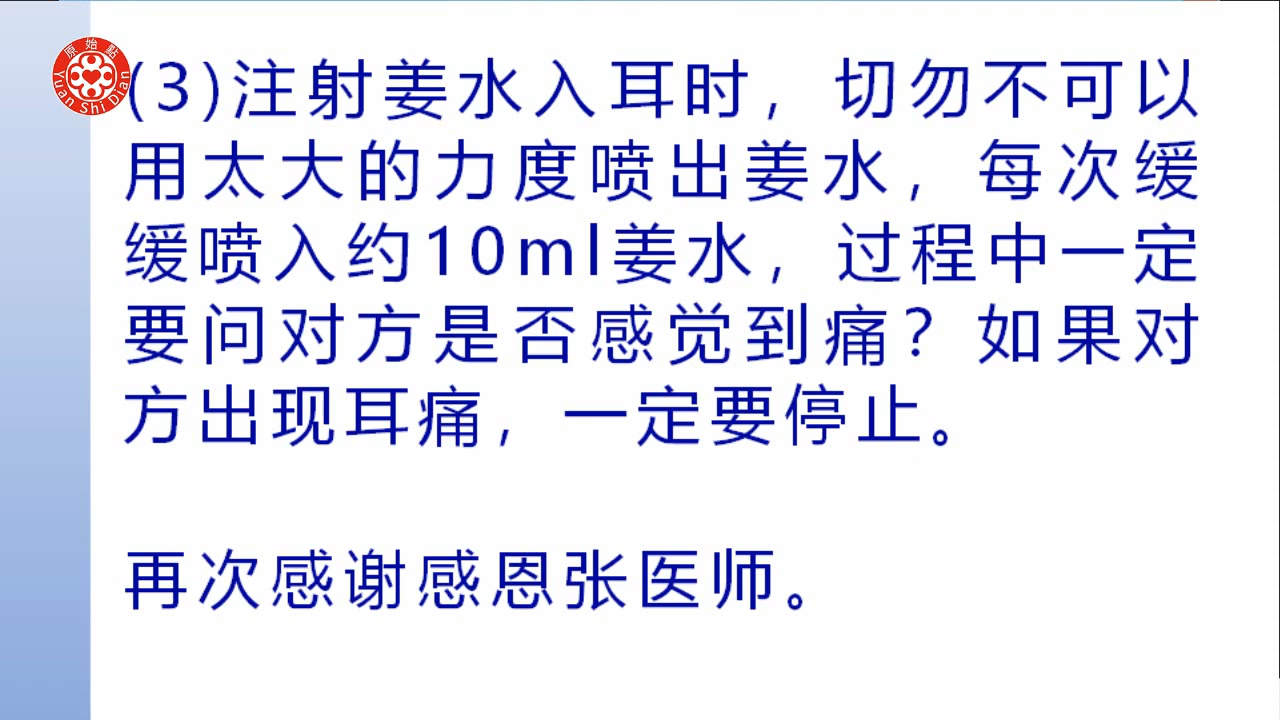 原始點
Yuan Shi Dian
(3)注射姜水入耳时，切勿不可以
用太大的力度喷出姜水，每次缓
缓喷入约10ml姜水，过程中一定
要问对方是否感觉到痛？如果对
方出现耳痛，一定要停止。
再次感谢感恩张医师。